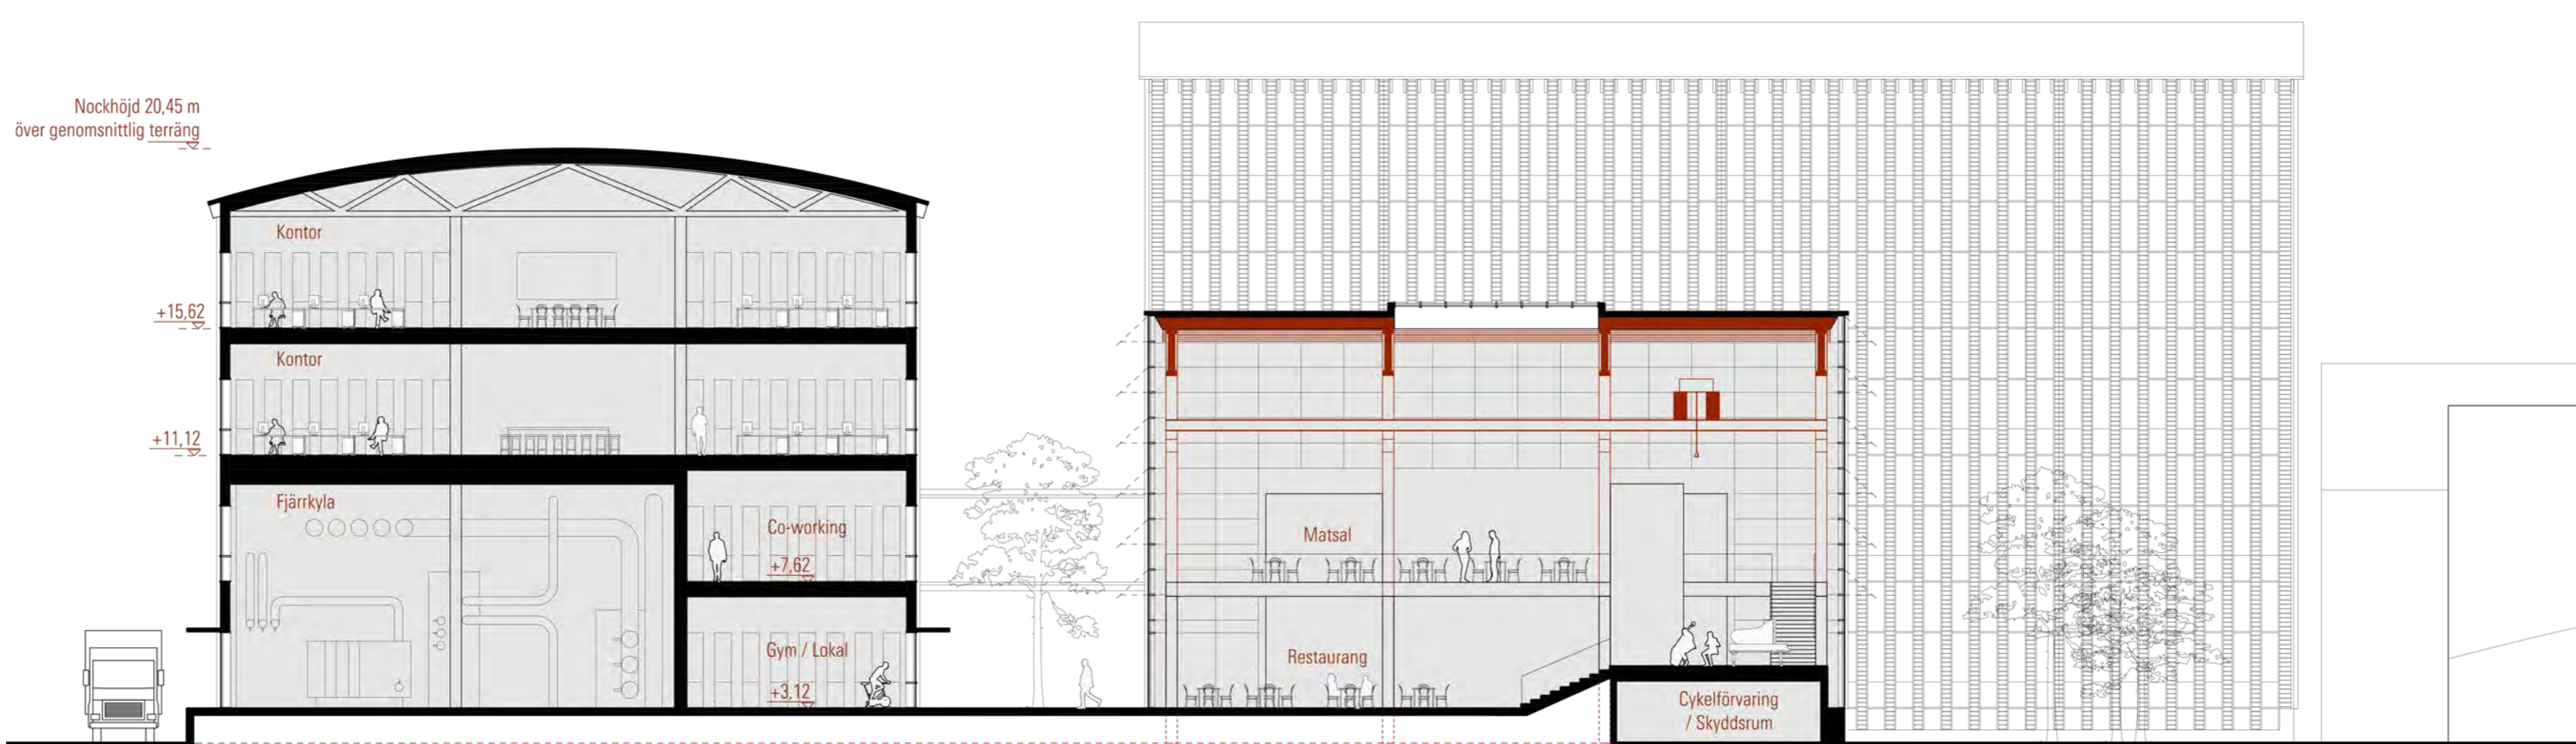 Nockhöjd 20,45 m
över genomsnittlig terräng
Kontor
+15,62
Kontor
+11,12
Fjärrkyla
Co-working
+7,62
Gym / Lokal
+3,12
Matsal
Restaurang
Cykelförvaring
/ Skyddsrum